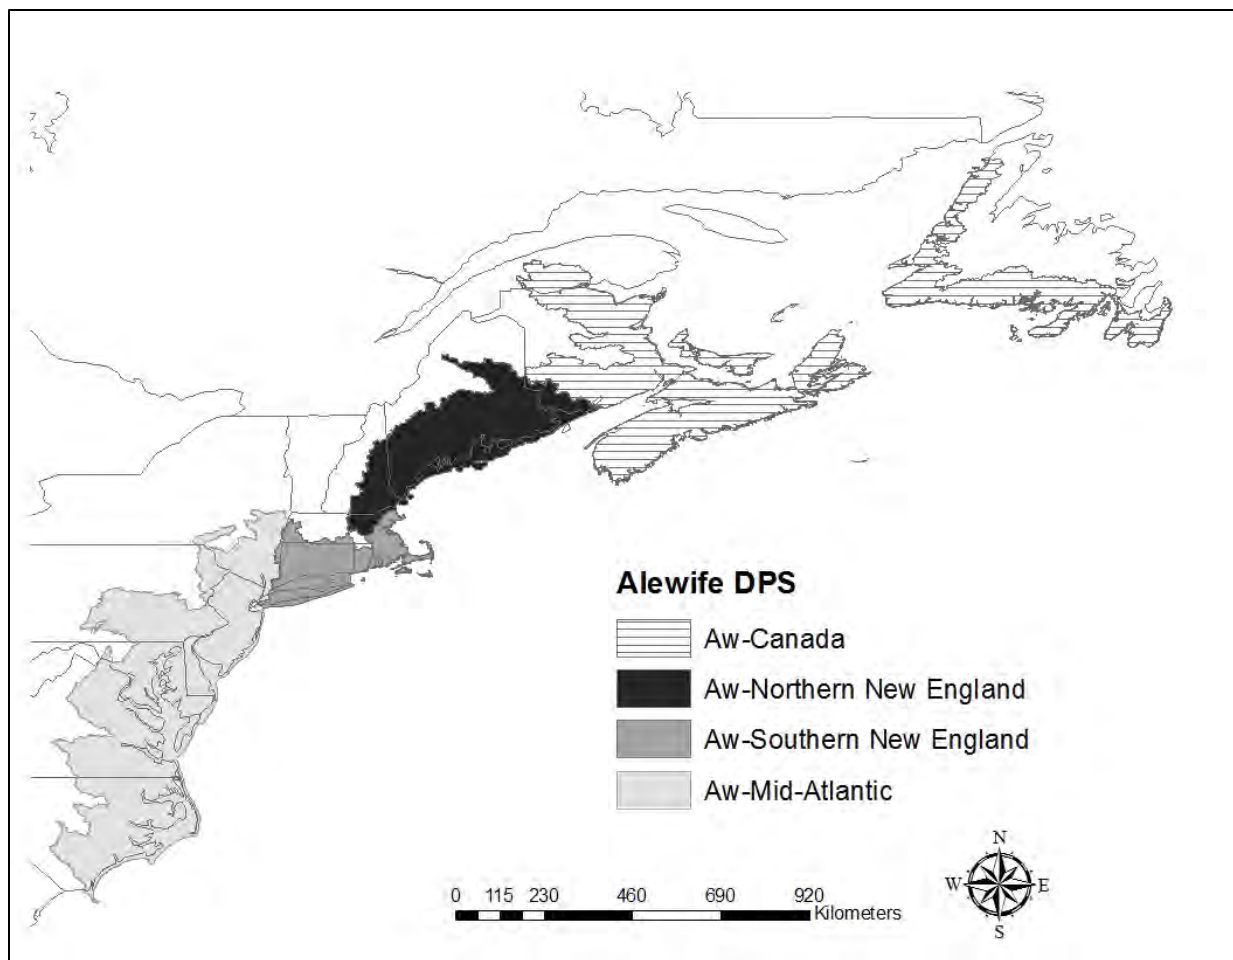 Alewife DPS
Aw-Canada
Aw-Northern New England
Aw-Southern New England
Aw-Mid-Atlantic
N
W E
S
0 115 230 460 690 920
Kilometers